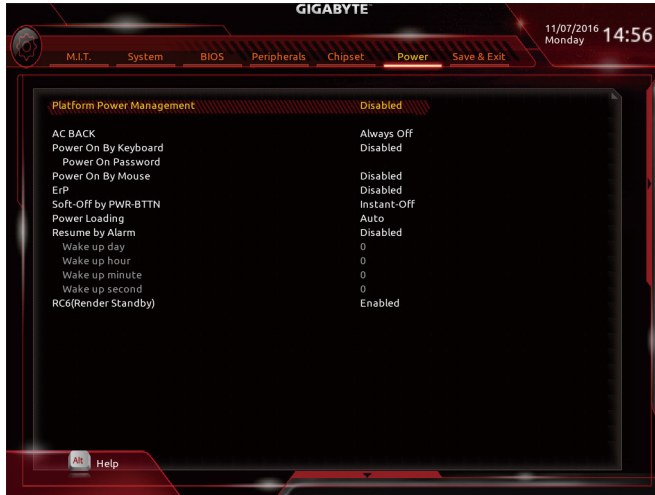 GIGABYTE™
11/07/2016 14:56
Monday
M.I.T. System BIOS Peripherals Chipset Power Save & Exit
Platform Power Management Disabled
AC BACK Always Off
Power On By Keyboard Disabled
Power On Password
Power On By Mouse Disabled
ErP Disabled
Soft-Off by PWR-BTTN Instant-Off
Power Loading Auto
Resume by Alarm Disabled
Wake up day 0
Wake up hour 0
Wake up minute 0
Wake up second 0
RC6(Render Standby) Enabled
Alt Help